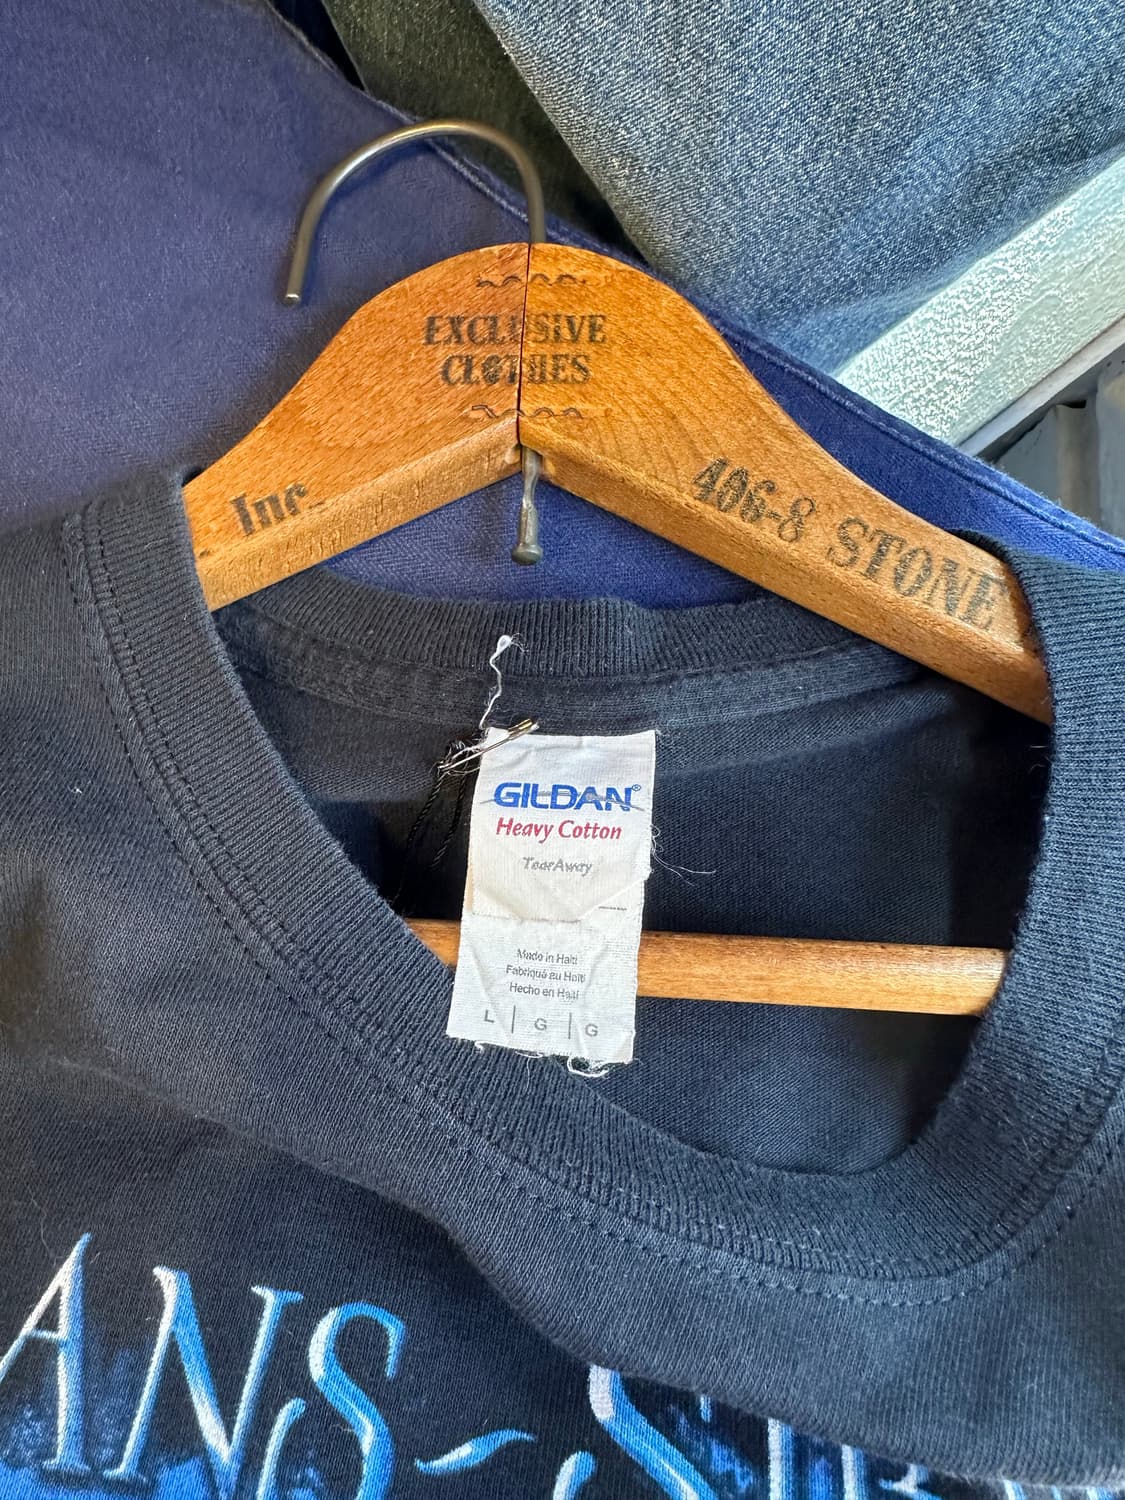 EXCLUSIVE
CLOTHES
Inc.
406-8 STONE
GILDAN®
Heavy Cotton
TearAway
Made in Haiti
Fabriqué au Haïti
Hecho en Haití
L | G | G
ANS~S